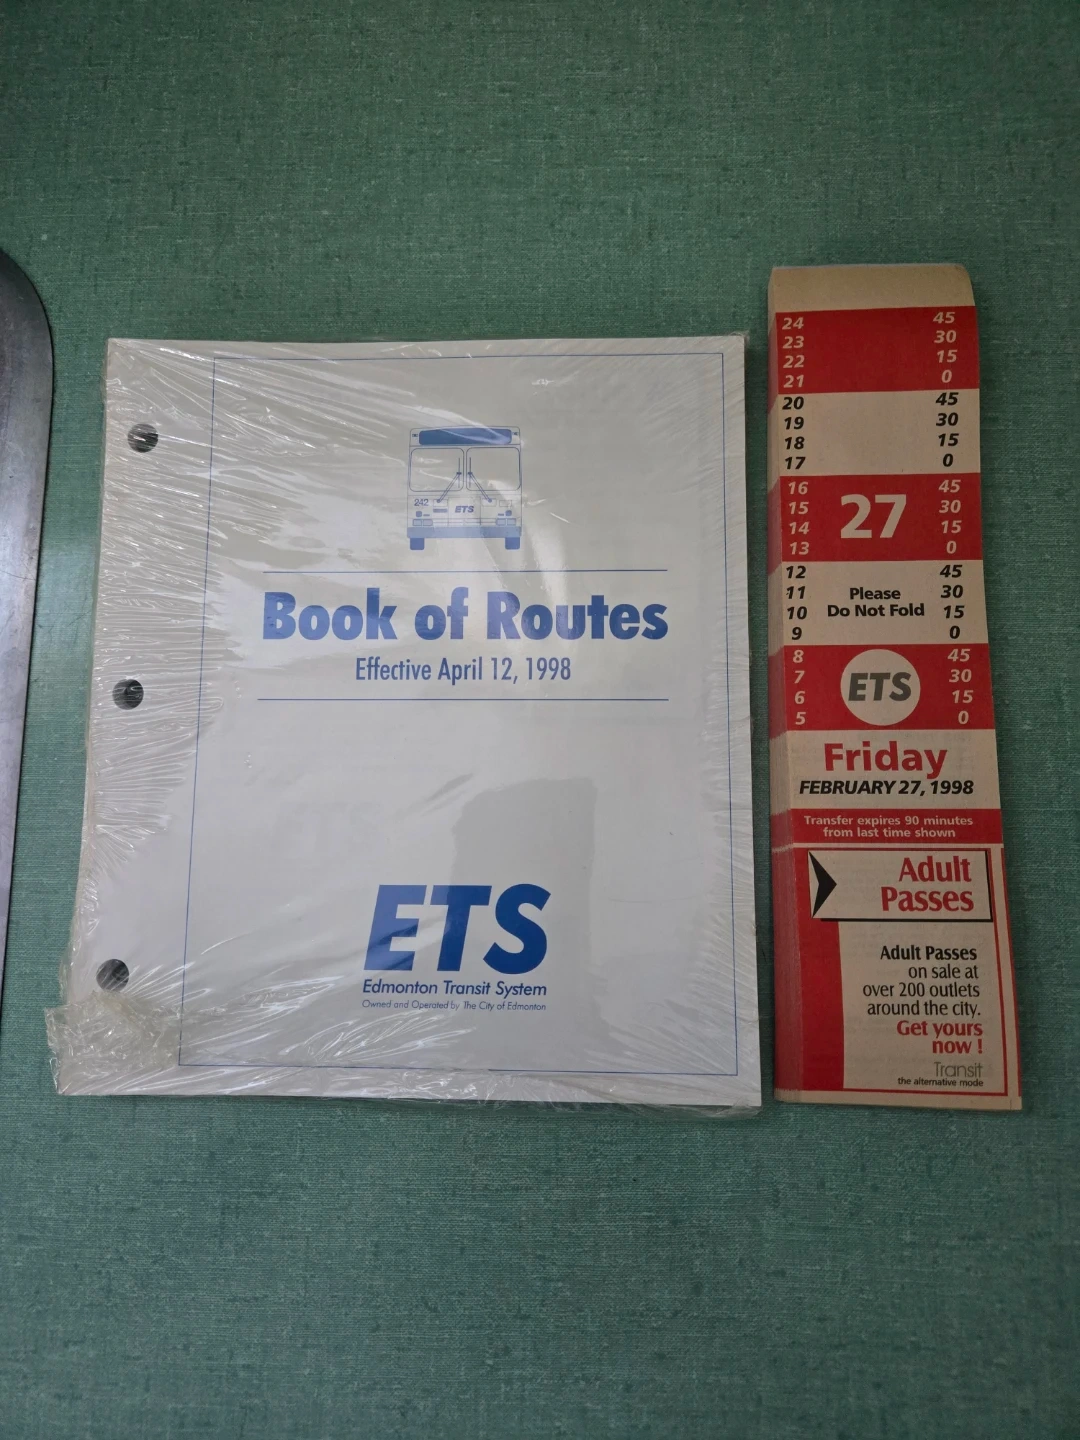 242
ETS
Book of Routes
Effective April 12, 1998
ETS
Edmonton Transit System
Owned and Operated by The City of Edmonton
24 45
23 30
22 15
21 0
20 45
19 30
18 15
17 0
16 45
15 30
14 15
13 0
27
12 45
11 30
10 15
9 0
Please
Do Not Fold
8 45
7 30
6 15
5 0
ETS
Friday
FEBRUARY 27, 1998
Transfer expires 90 minutes
from last time shown
Adult
Passes
Adult Passes
on sale at
over 200 outlets
around the city.
Get yours
now !
Transit
the alternative mode